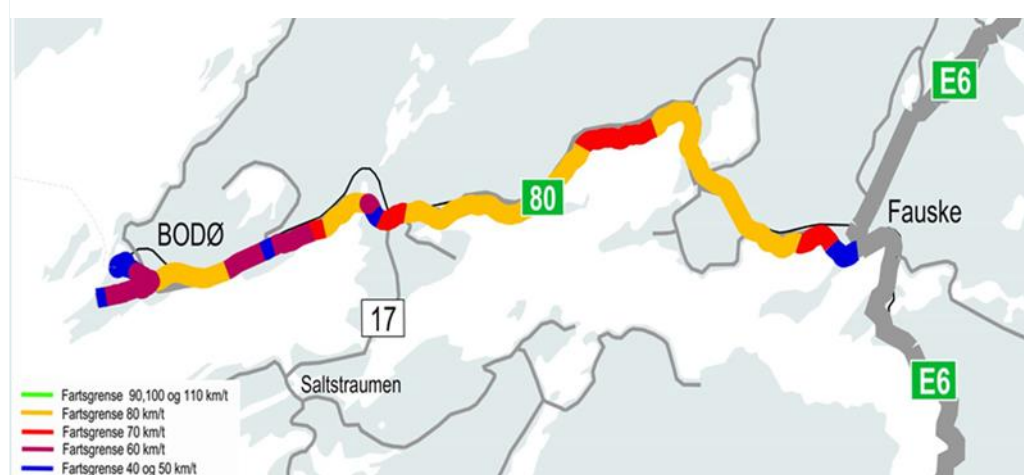 E6
Fauske
80
BODØ
17
Saltstraumen
E6
Fartsgrense 90,100 og 110 km/t
Fartsgrense 80 km/t
Fartsgrense 70 km/t
Fartsgrense 60 km/t
Fartsgrense 40 og 50 km/t